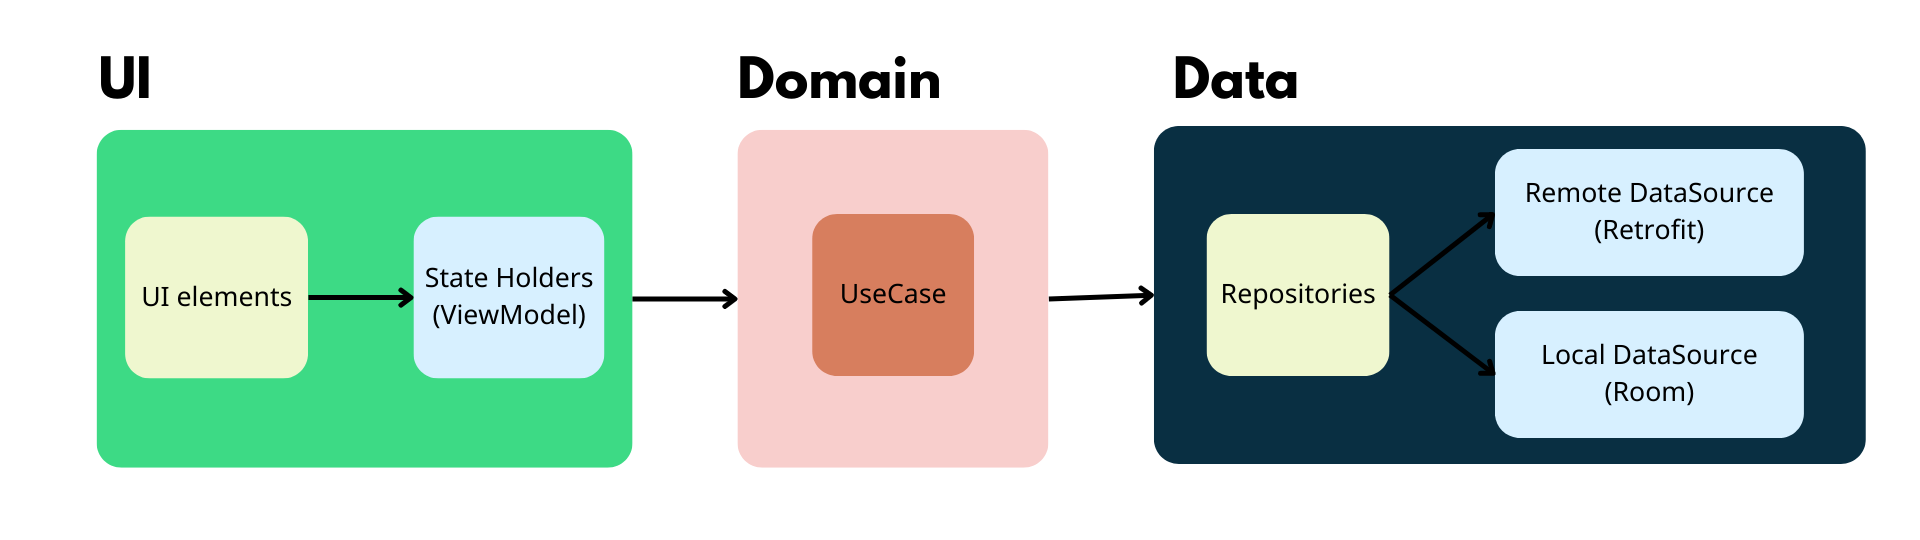 UI
UI elements
State Holders
(ViewModel)
Domain
UseCase
Data
Repositories
Remote DataSource
(Retrofit)
Local DataSource
(Room)